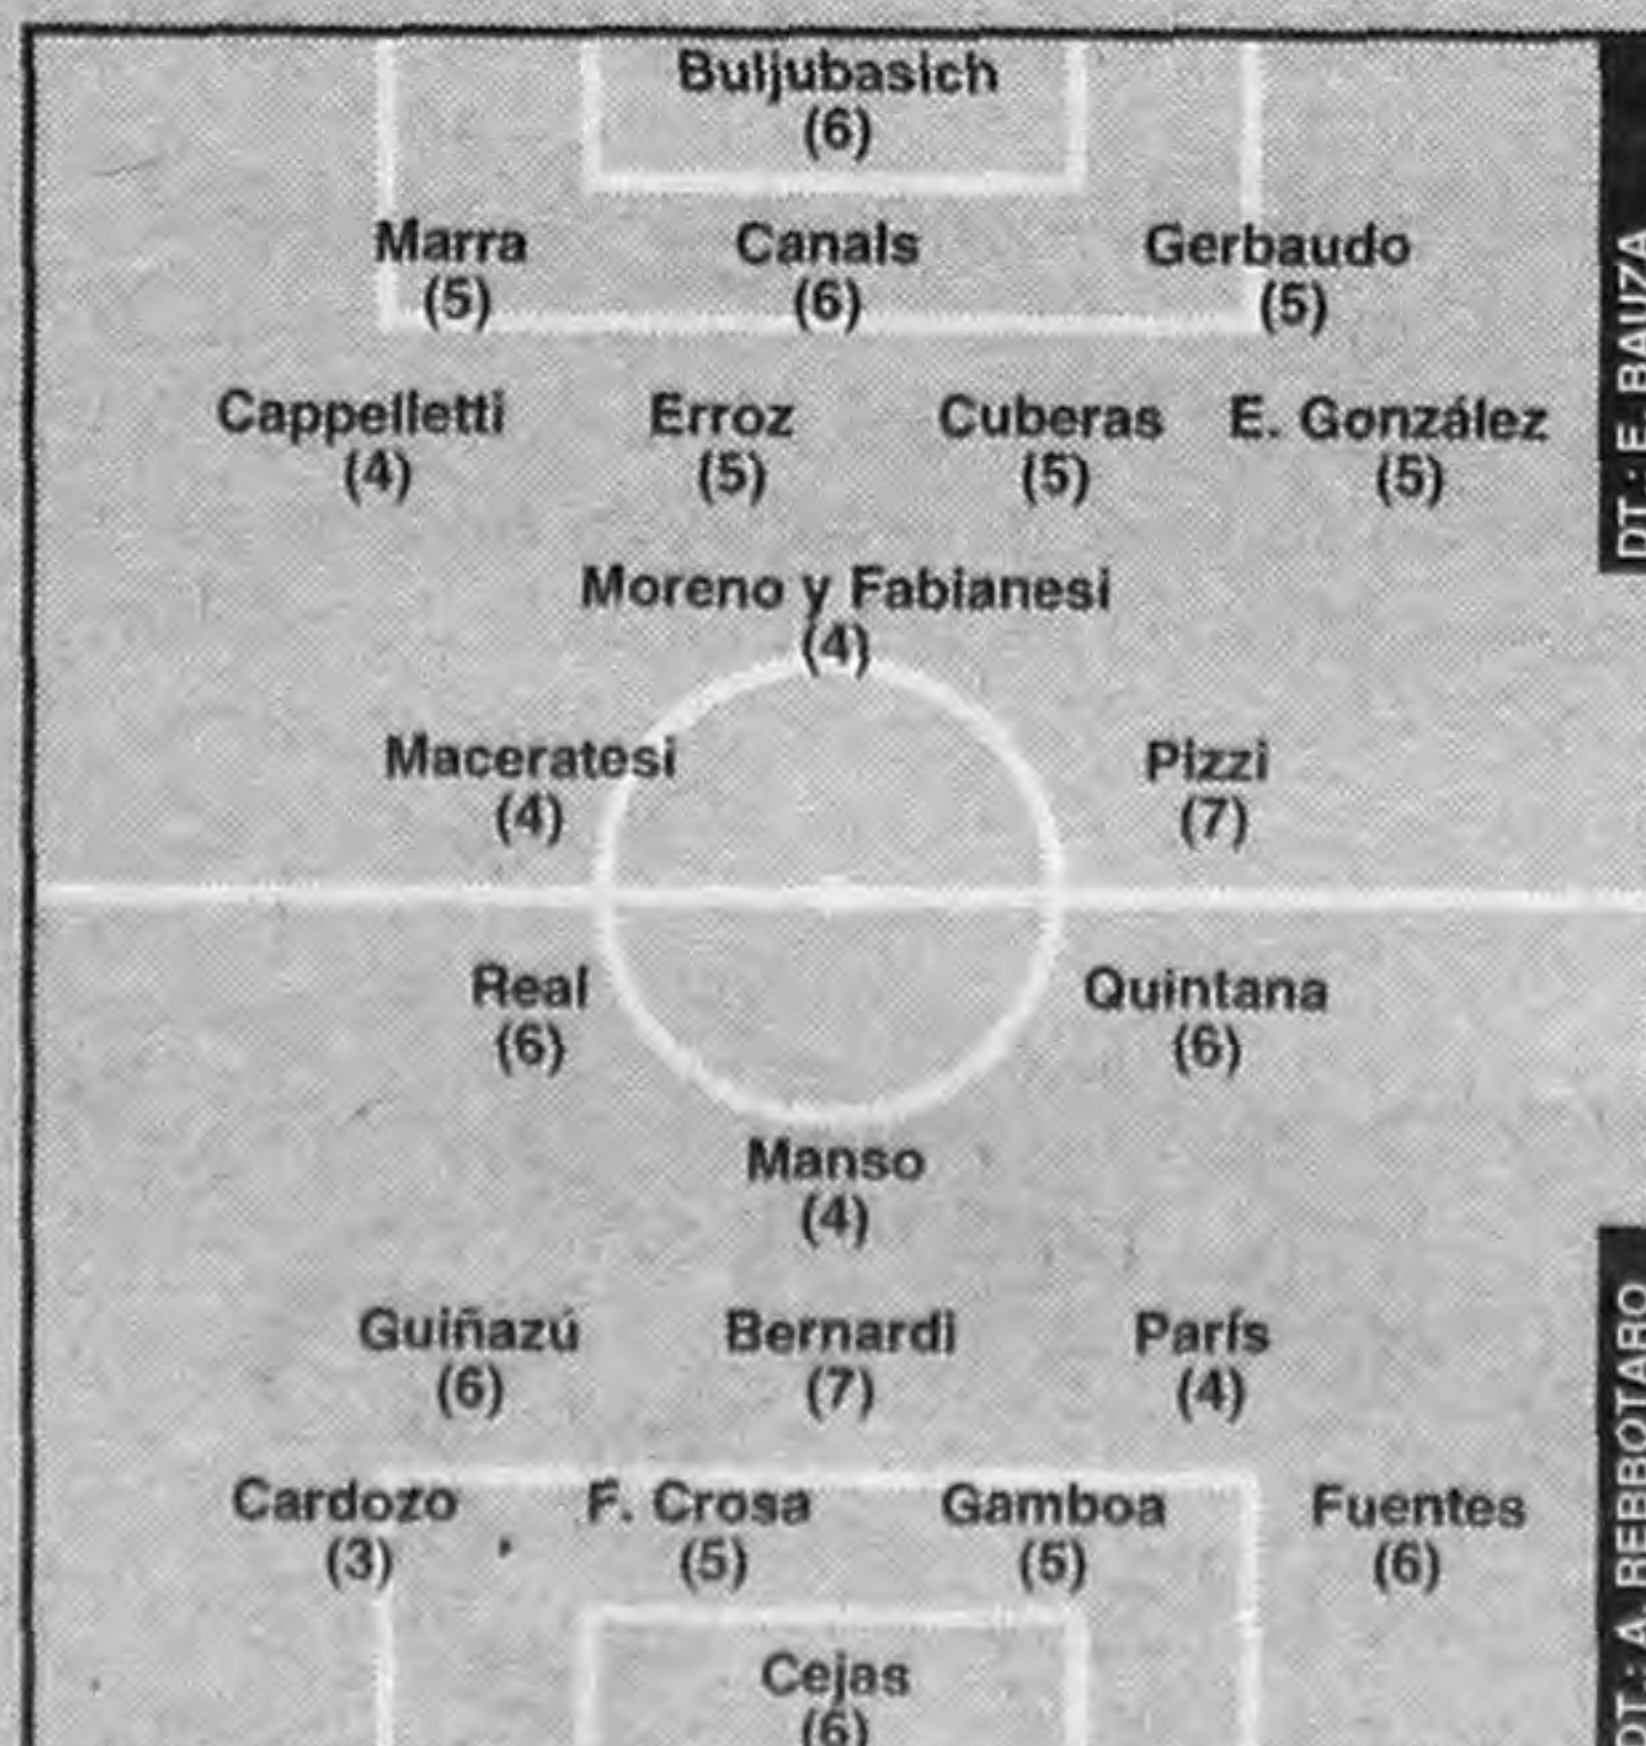 Buljubasich
(6)
Marra Canals Gerbaudo
(5) (6) (5)
Cappelletti Erroz Cuberas E. González
(4) (5) (5) (5)
Moreno y Fabianesi
(4)
Maceratesi Pizzi
(4) (7)
Real Quintana
(6) (6)
Manso
(4)
Guiñazú Bernardi París
(6) (7) (4)
Cardozo F. Crosa Gamboa Fuentes
(3) (5) (5) (6)
Cejas
(6)
DT.: E. BAUZA
DT.: A. REBBOTARO